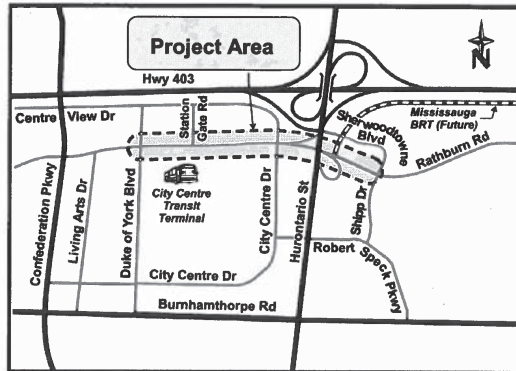 Project Area
N
Hwy 403
Centre View Dr
Station
Gate Rd
Sherwoodtowne
Blvd
Mississauga
BRT (Future)
Rathburn Rd
Confederation Pkwy
Living Arts Dr
Duke of York Blvd
City Centre
Transit
Terminal
City Centre Dr
Hurontario St
Shipp Dr
Robert Speck Pkwy
City Centre Dr
Burnhamthorpe Rd